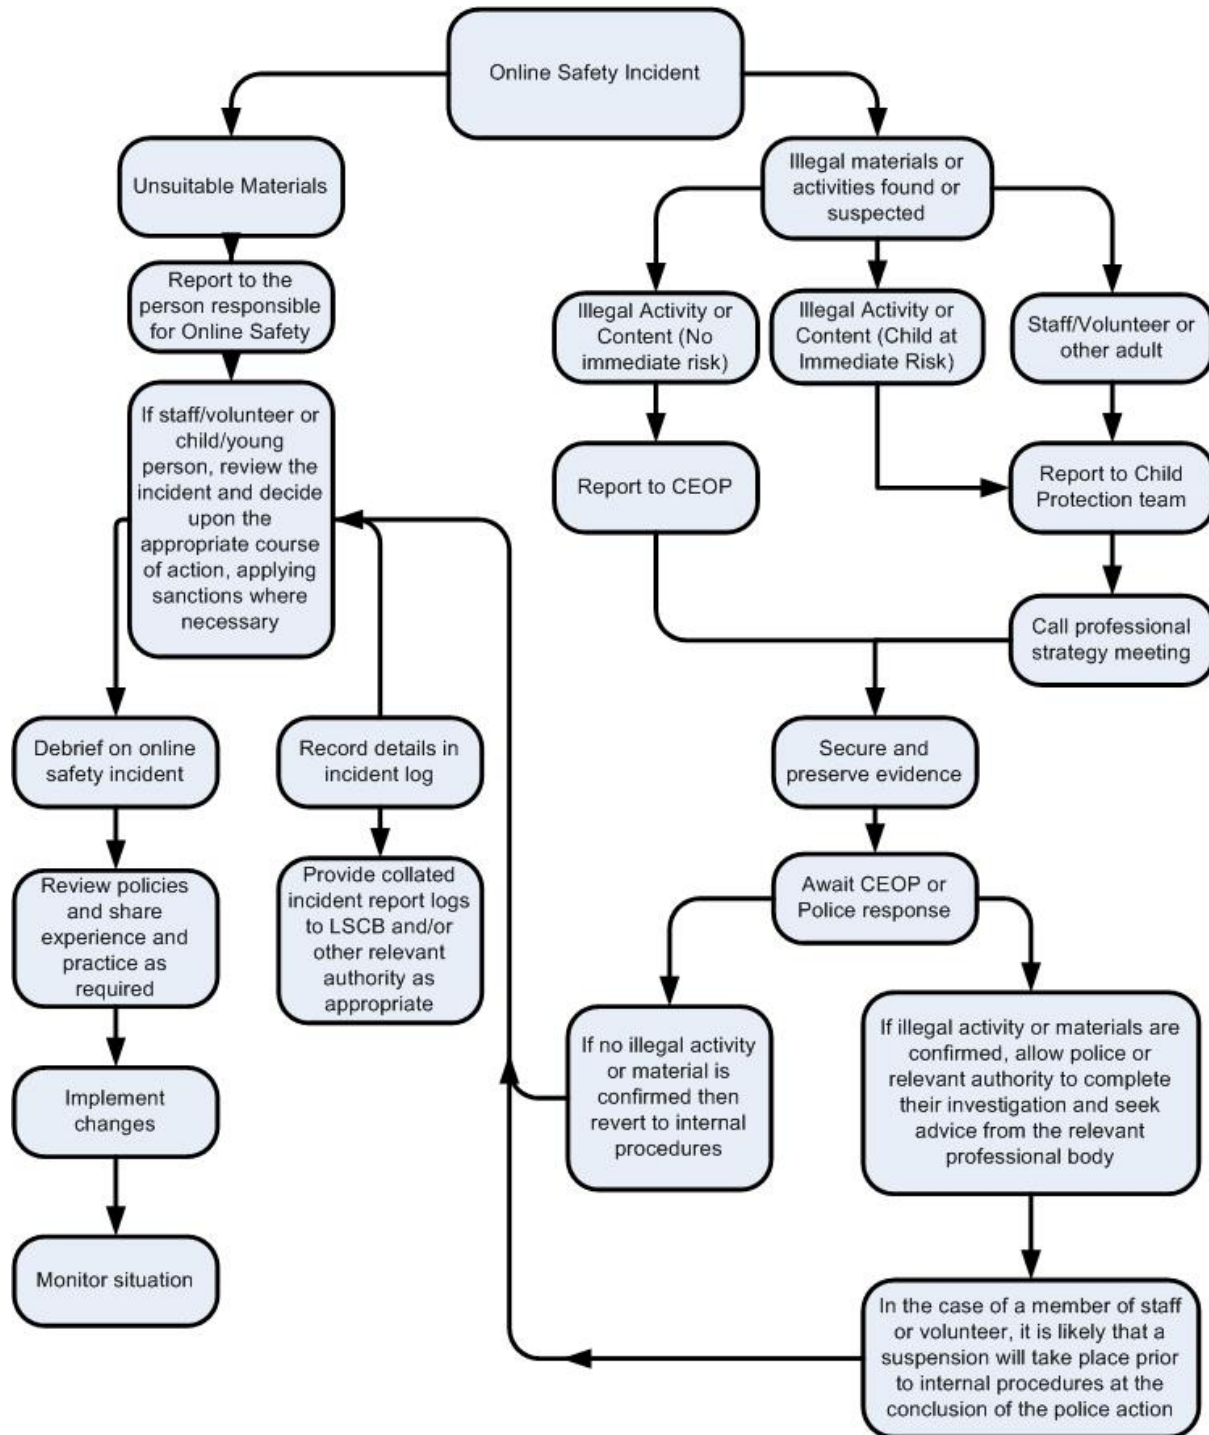 Online Safety Incident
Unsuitable Materials
Report to the
person responsible
for Online Safety
If staff/volunteer or
child/young
person, review the
incident and decide
upon the
appropriate course
of action, applying
sanctions where
necessary
Debrief on online
safety incident
Review policies
and share
experience and
practice as
required
Implement
changes
Monitor situation
Record details in
incident log
Provide collated
incident report logs
to LSCB and/or
other relevant
authority as
appropriate
Illegal materials or
activities found or
suspected
Illegal Activity or
Content (No
immediate risk)
Illegal Activity or
Content (Child at
Immediate Risk)
Staff/Volunteer or
other adult
Report to CEOP
Report to Child
Protection team
Call professional
strategy meeting
Secure and
preserve evidence
Await CEOP or
Police response
If no illegal activity
or material is
confirmed then
revert to internal
procedures
If illegal activity or materials are
confirmed, allow police or
relevant authority to complete
their investigation and seek
advice from the relevant
professional body
In the case of a member of staff
or volunteer, it is likely that a
suspension will take place prior
to internal procedures at the
conclusion of the police action